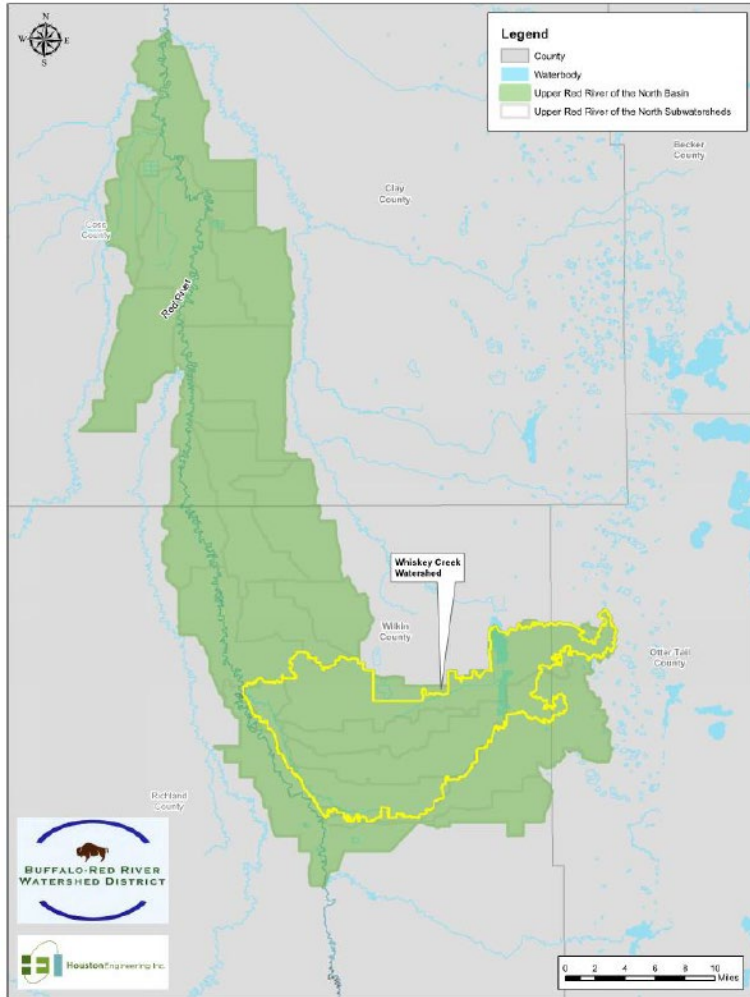 N
W E
S
Legend
County
Waterbody
Upper Red River of the North Basin
Upper Red River of the North Subwatersheds
Becker
County
Clay
County
Cass
County
Red River
Whiskey Creek
Watershed
Wilkin
County
Otter Tail
County
Richland
County
BUFFALO-RED RIVER
WATERSHED DISTRICT
HoustonEngineering Inc.
0 2 4 6 8 10
Miles